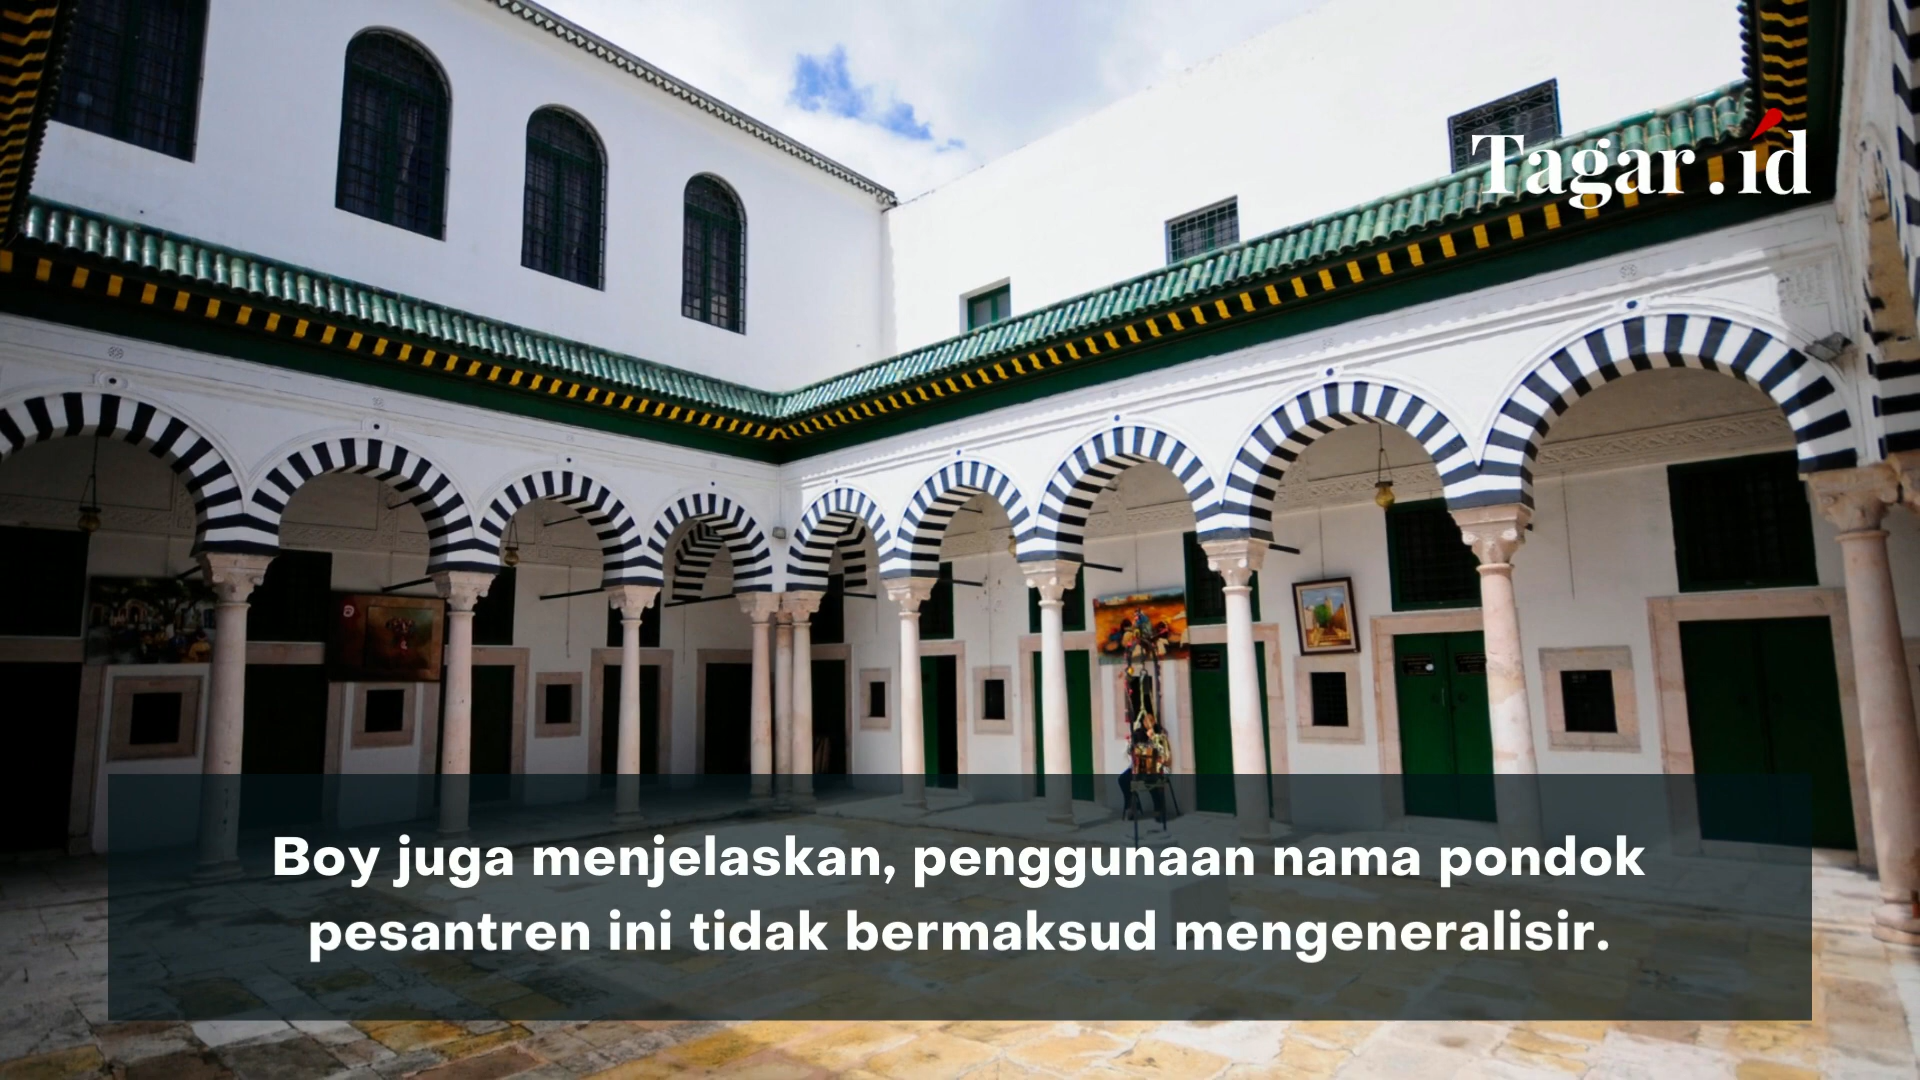 Tagar.id
Boy juga menjelaskan, penggunaan nama pondok
pesantren ini tidak bermaksud mengeneralisir.